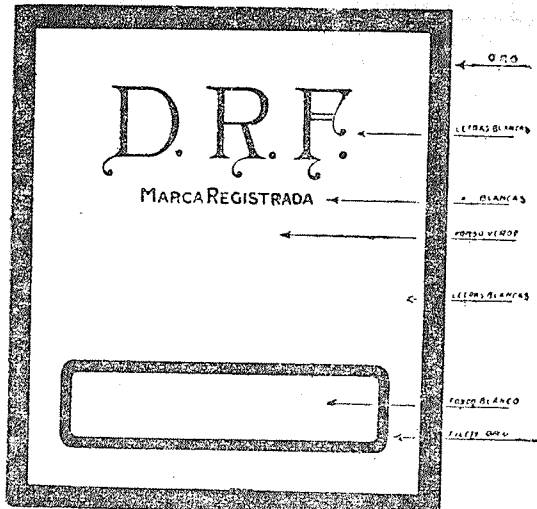 ORO
D. R. F.
LETRAS BLANCAS
MARCA REGISTRADA
" BLANCAS
FONDO VERDE
LETRAS BLANCAS
FONDO BLANCO
FILETE ORO